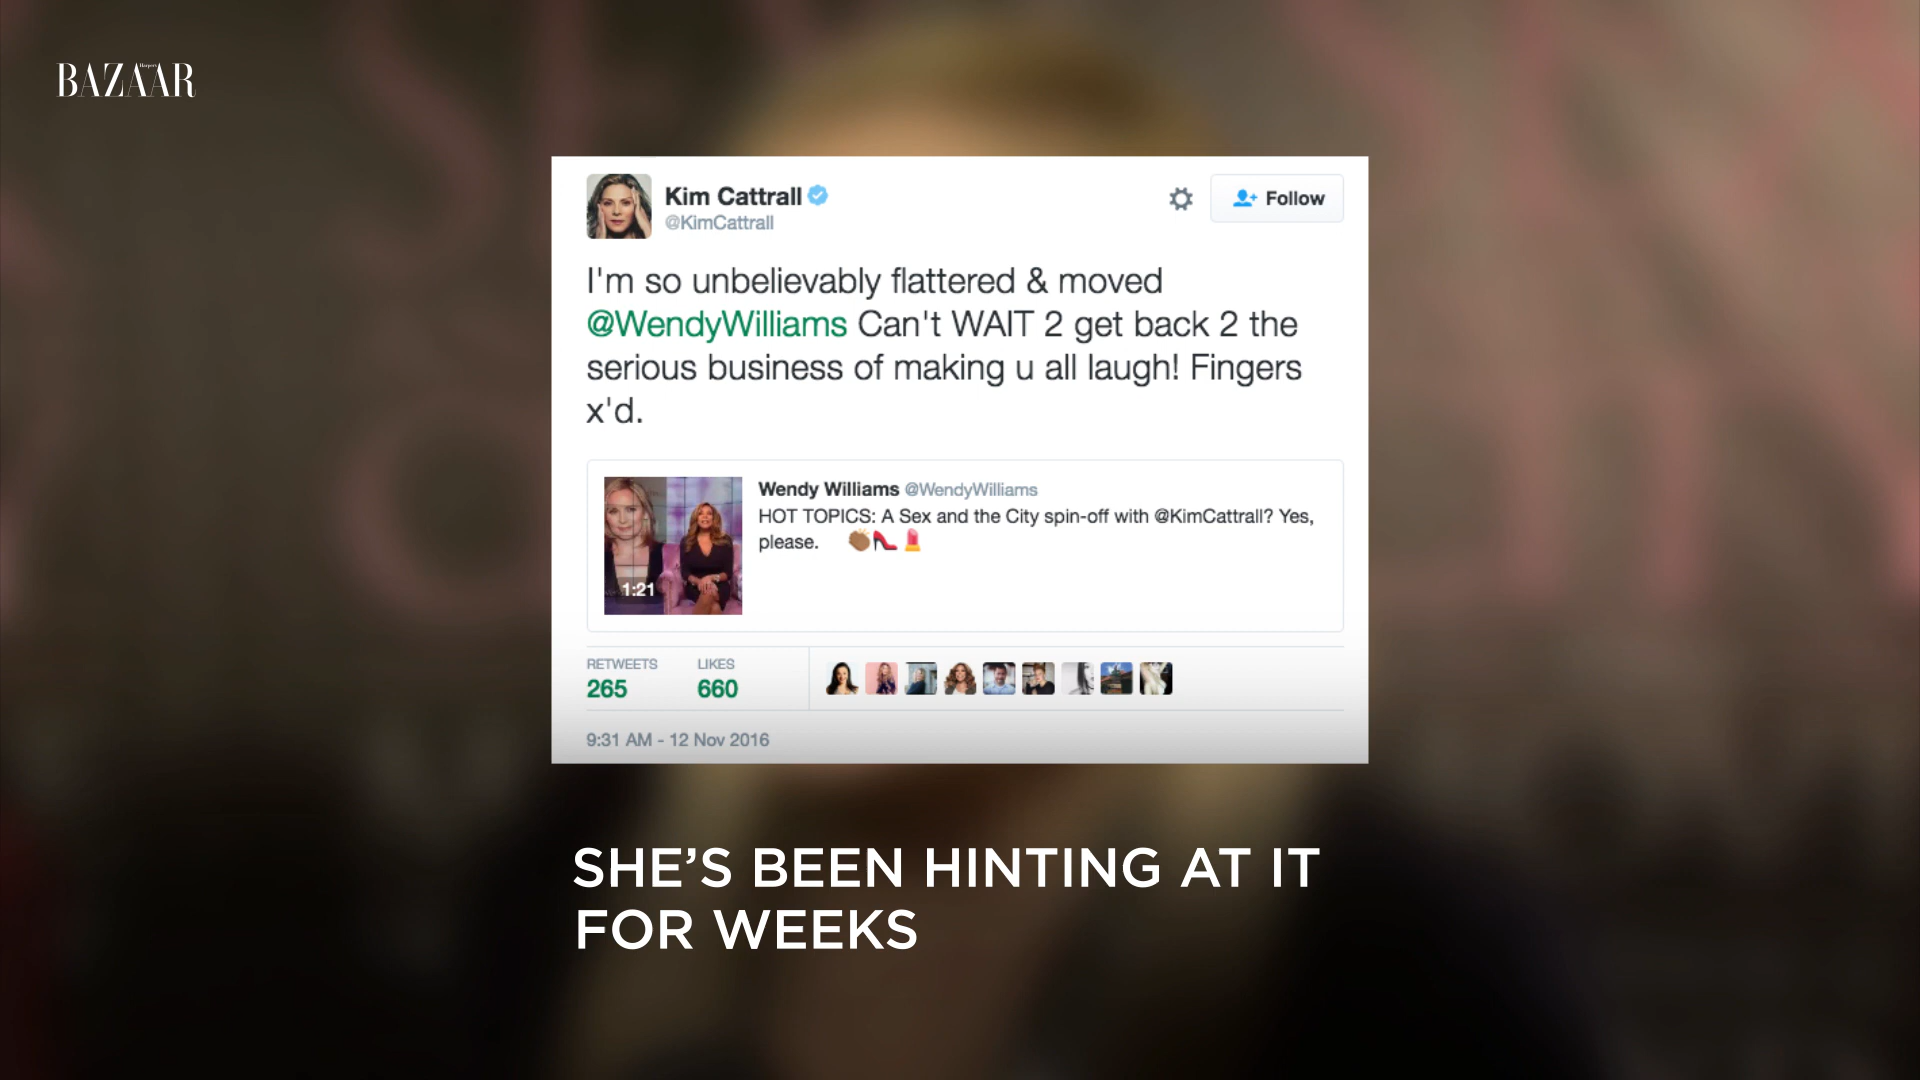 Harper's
BAZAAR
Kim Cattrall
@KimCattrall
Follow
I'm so unbelievably flattered & moved
@WendyWilliams Can't WAIT 2 get back 2 the
serious business of making u all laugh! Fingers
x'd.
Wendy Williams @WendyWilliams
HOT TOPICS: A Sex and the City spin-off with @KimCattrall? Yes,
please. 👏🏾👠💄
1:21
RETWEETS LIKES
265 660
9:31 AM - 12 Nov 2016
SHE’S BEEN HINTING AT IT
FOR WEEKS